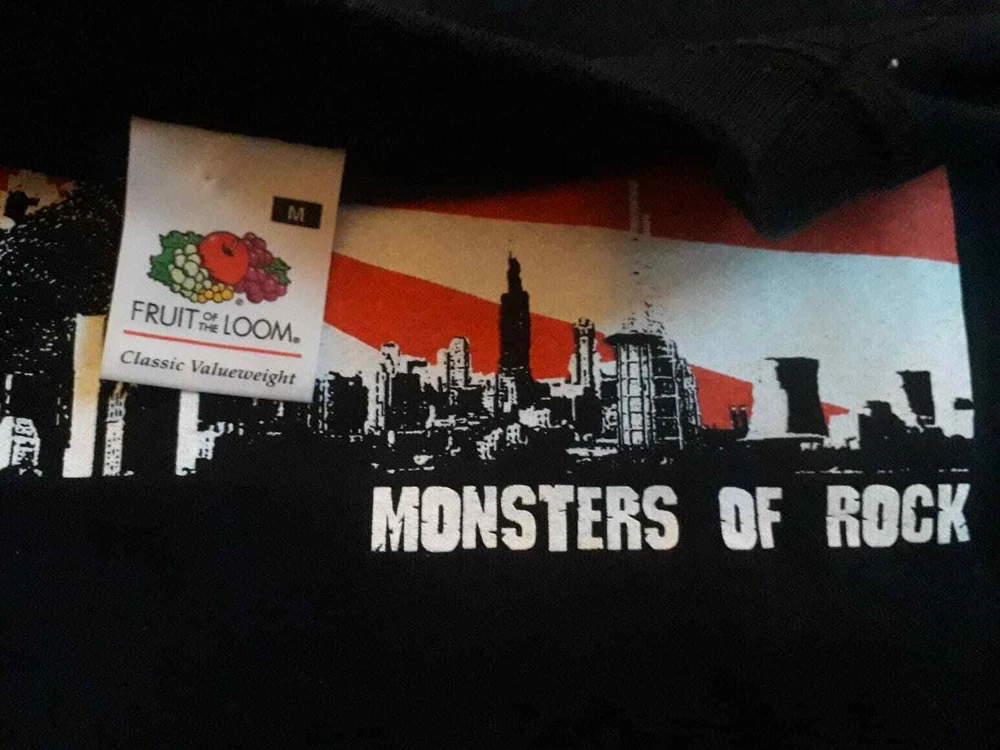 M
FRUIT OF THE LOOM®
Classic Valueweight
MONSTERS OF ROCK